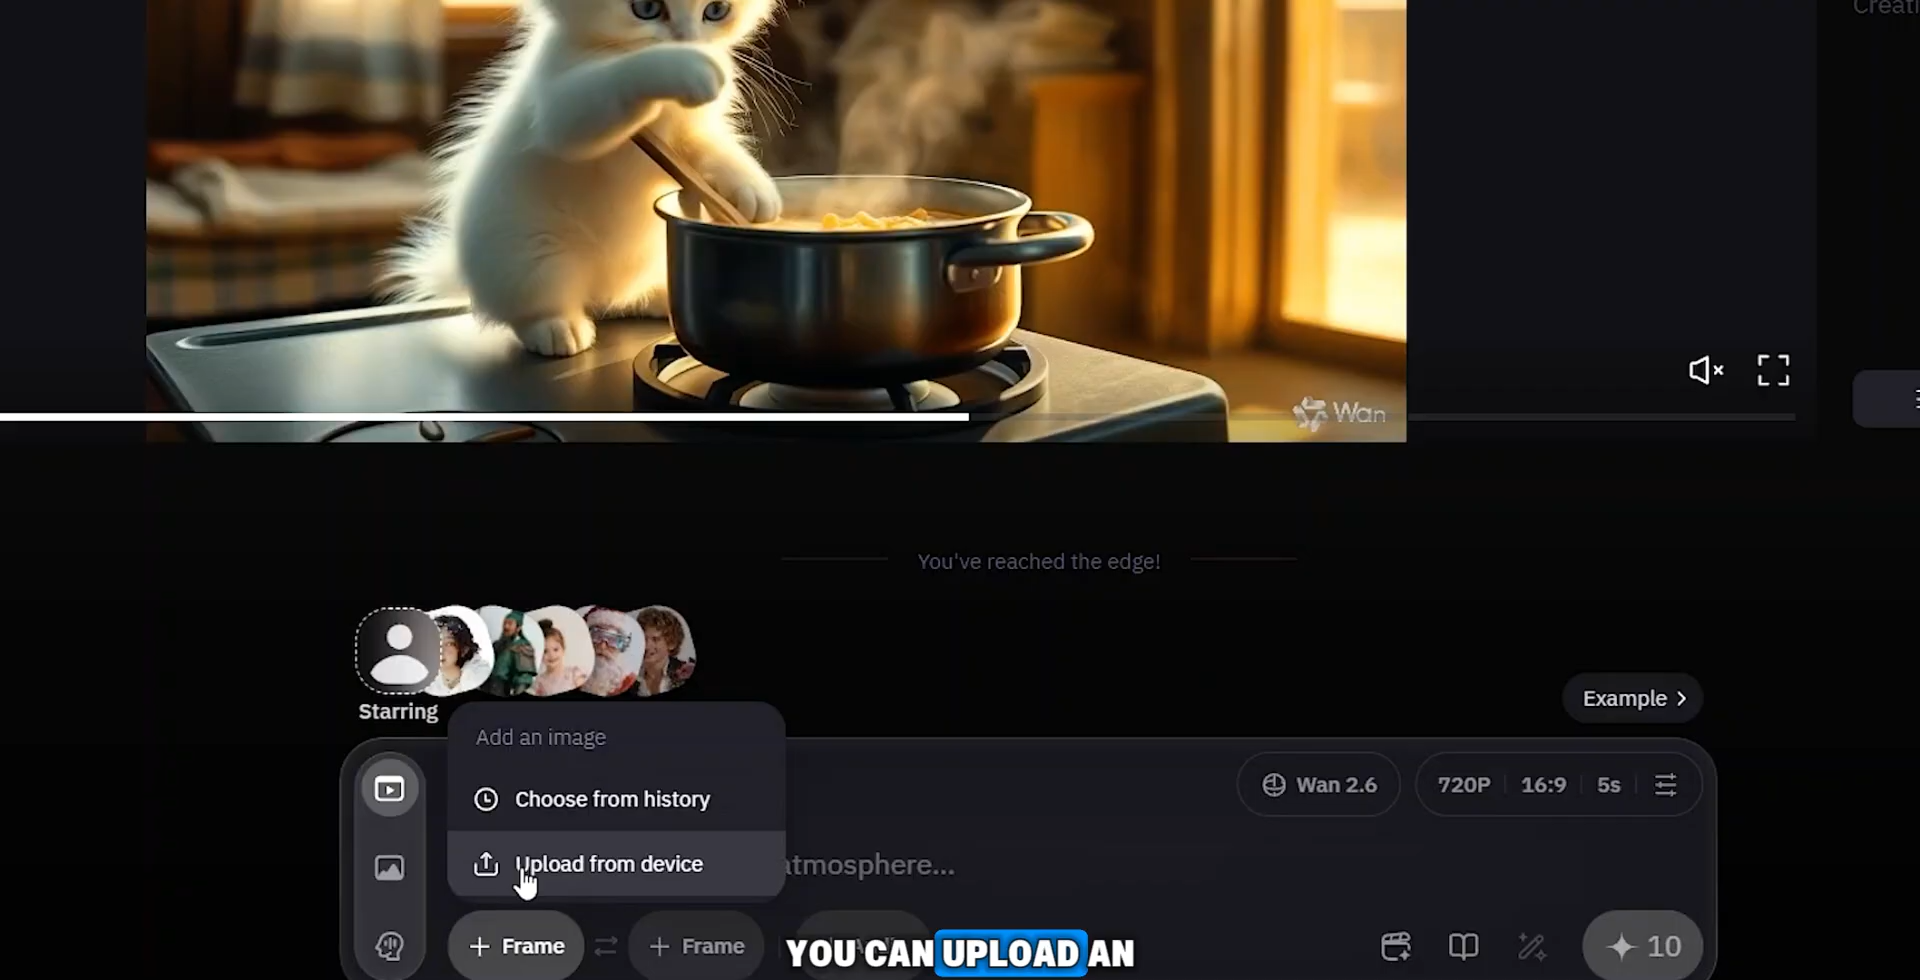 Creati
Wan
You've reached the edge!
Starring
Example
Add an image
Choose from history
Upload from device
Wan 2.6
720P 16:9 5s
atmosphere...
+ Frame
+ Frame
10
YOU CAN UPLOAD AN